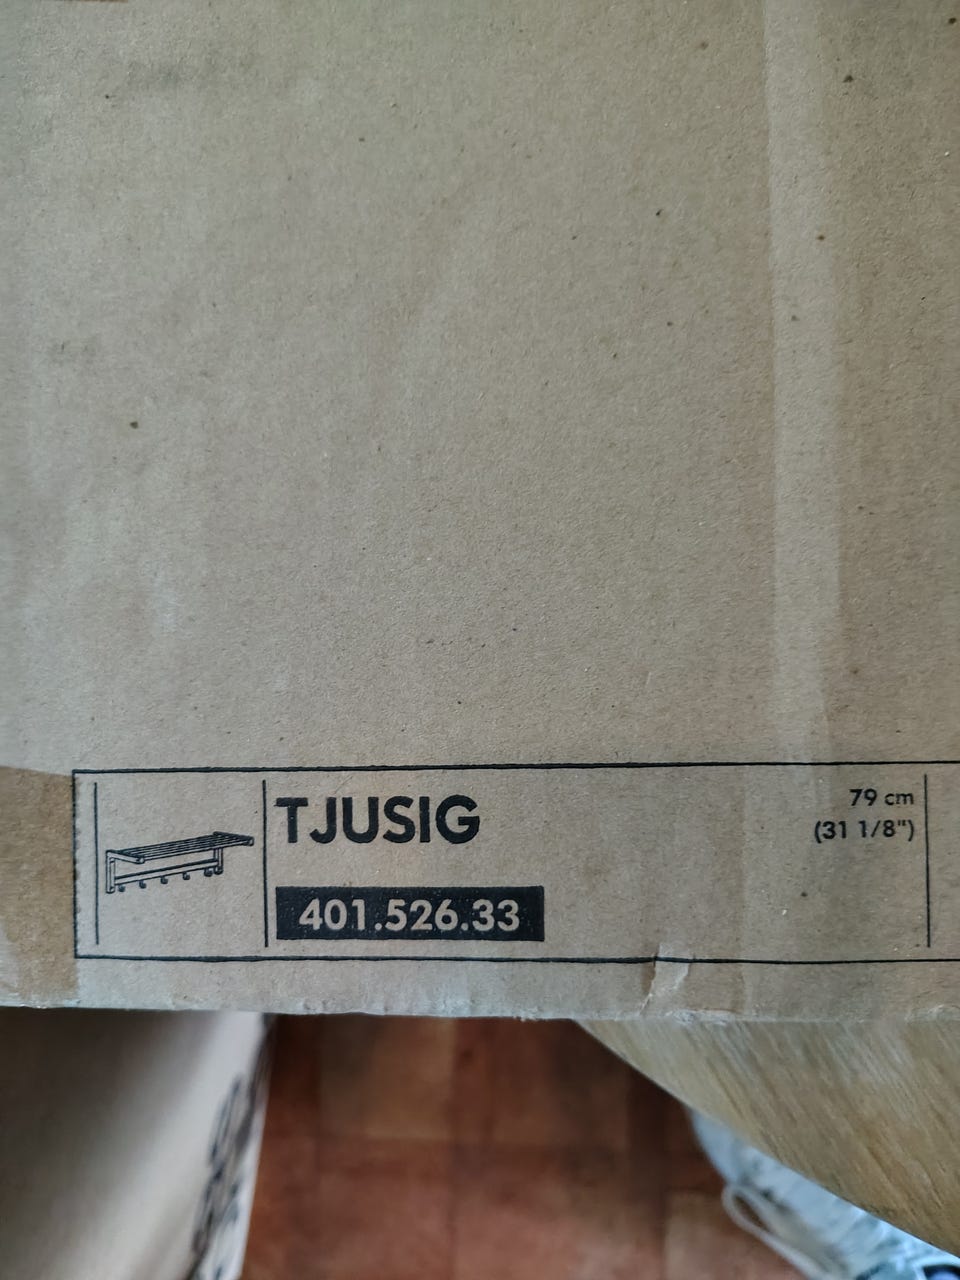 TJUSIG
79 cm
(31 1/8")
401.526.33